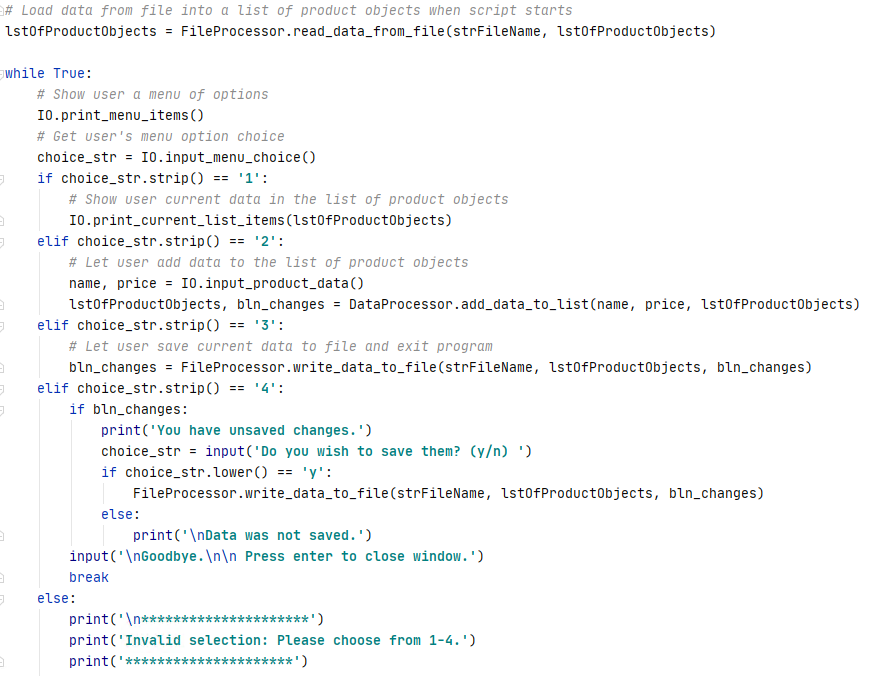 # Load data from file into a list of product objects when script starts
lstOfProductObjects = FileProcessor.read_data_from_file(strFileName, lstOfProductObjects)

while True:
    # Show user a menu of options
    IO.print_menu_items()
    # Get user's menu option choice
    choice_str = IO.input_menu_choice()
    if choice_str.strip() == '1':
        # Show user current data in the list of product objects
        IO.print_current_list_items(lstOfProductObjects)
    elif choice_str.strip() == '2':
        # Let user add data to the list of product objects
        name, price = IO.input_product_data()
        lstOfProductObjects, bln_changes = DataProcessor.add_data_to_list(name, price, lstOfProductObjects)
    elif choice_str.strip() == '3':
        # Let user save current data to file and exit program
        bln_changes = FileProcessor.write_data_to_file(strFileName, lstOfProductObjects, bln_changes)
    elif choice_str.strip() == '4':
        if bln_changes:
            print('You have unsaved changes.')
            choice_str = input('Do you wish to save them? (y/n) ')
            if choice_str.lower() == 'y':
                FileProcessor.write_data_to_file(strFileName, lstOfProductObjects, bln_changes)
            else:
                print('\nData was not saved.')
        input('\nGoodbye.\n\n Press enter to close window.')
        break
    else:
        print('\n*********************')
        print('Invalid selection: Please choose from 1-4.')
        print('*********************')